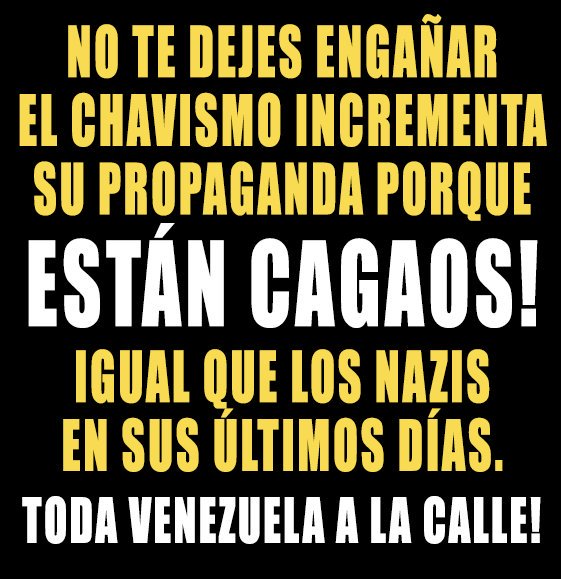 NO TE DEJES ENGAÑAR
EL CHAVISMO INCREMENTA
SU PROPAGANDA PORQUE
ESTÁN CAGAOS!
IGUAL QUE LOS NAZIS
EN SUS ÚLTIMOS DÍAS.
TODA VENEZUELA A LA CALLE!